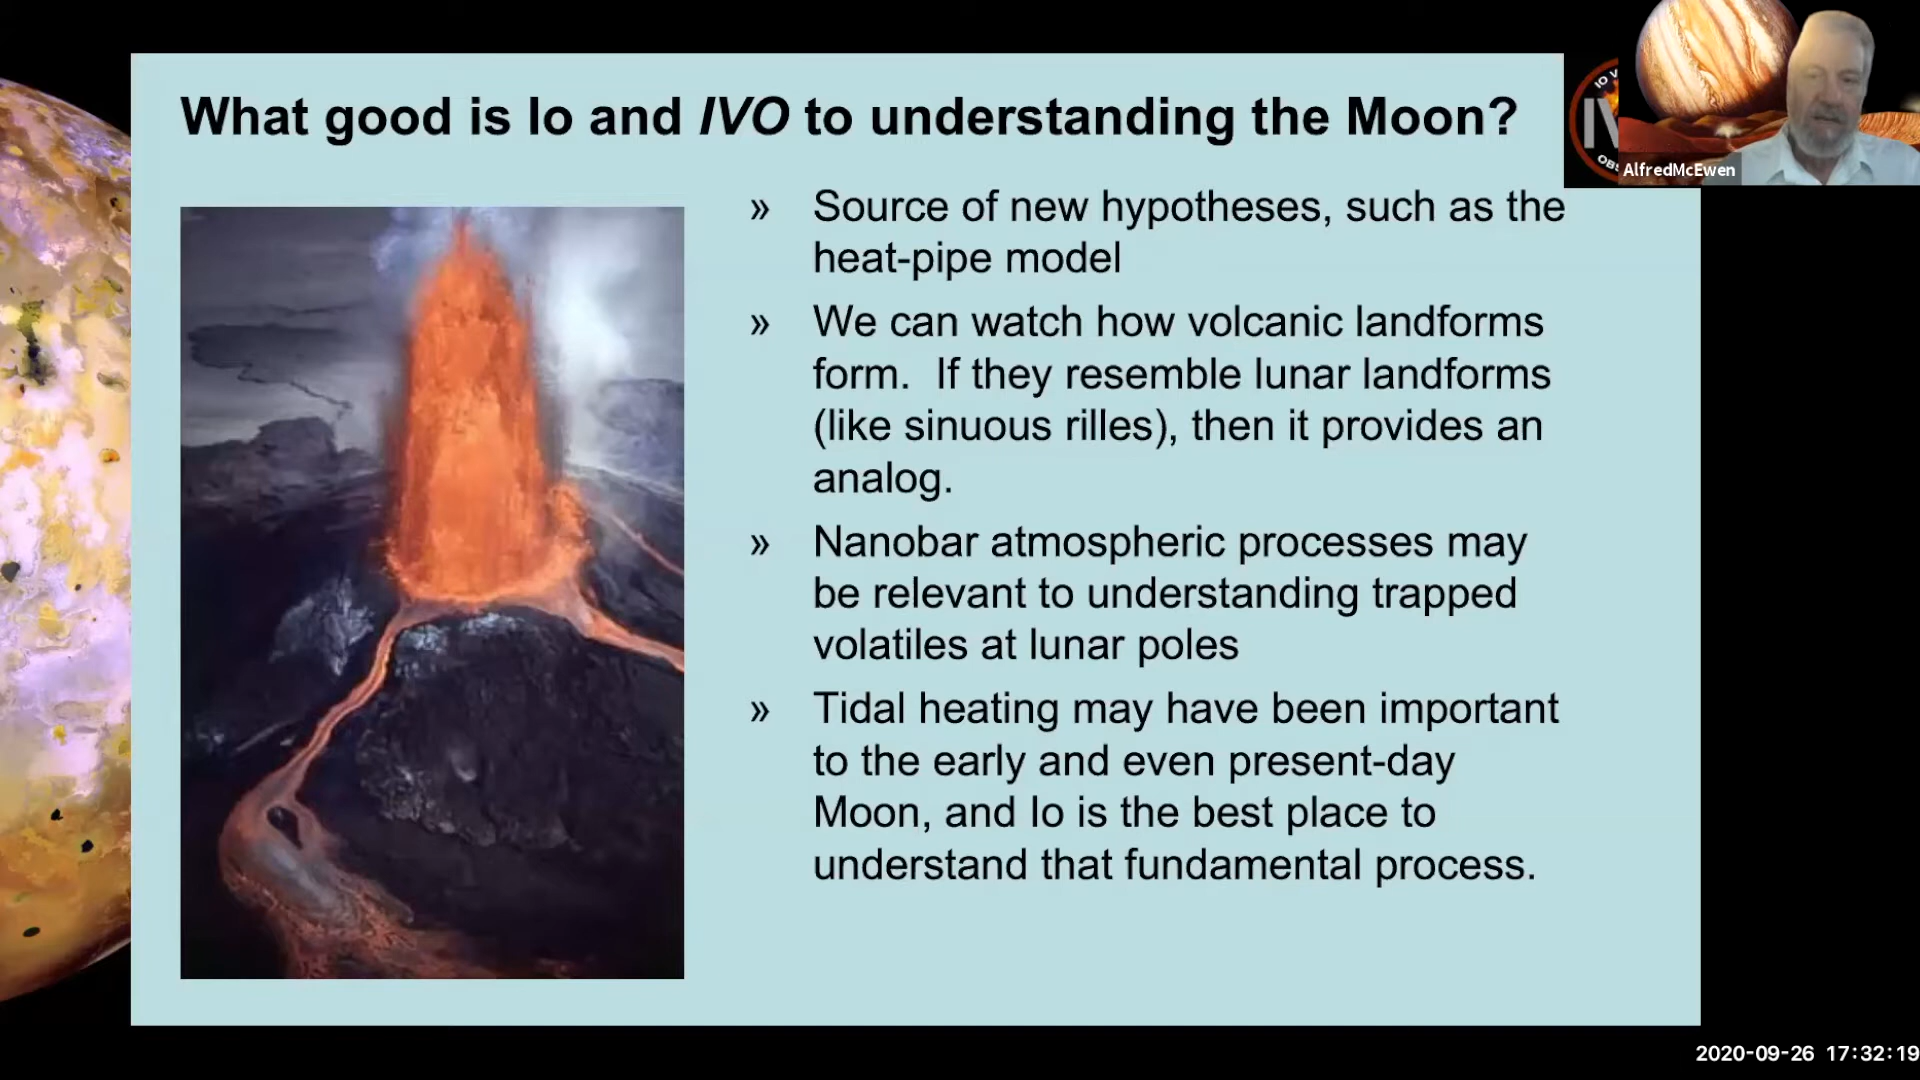 What good is Io and IVO to understanding the Moon?
IO V
IV
OBS
AlfredMcEwen
» Source of new hypotheses, such as the
heat-pipe model
» We can watch how volcanic landforms
form.  If they resemble lunar landforms
(like sinuous rilles), then it provides an
analog.
» Nanobar atmospheric processes may
be relevant to understanding trapped
volatiles at lunar poles
» Tidal heating may have been important
to the early and even present-day
Moon, and Io is the best place to
understand that fundamental process.
2020-09-26 17:32:19